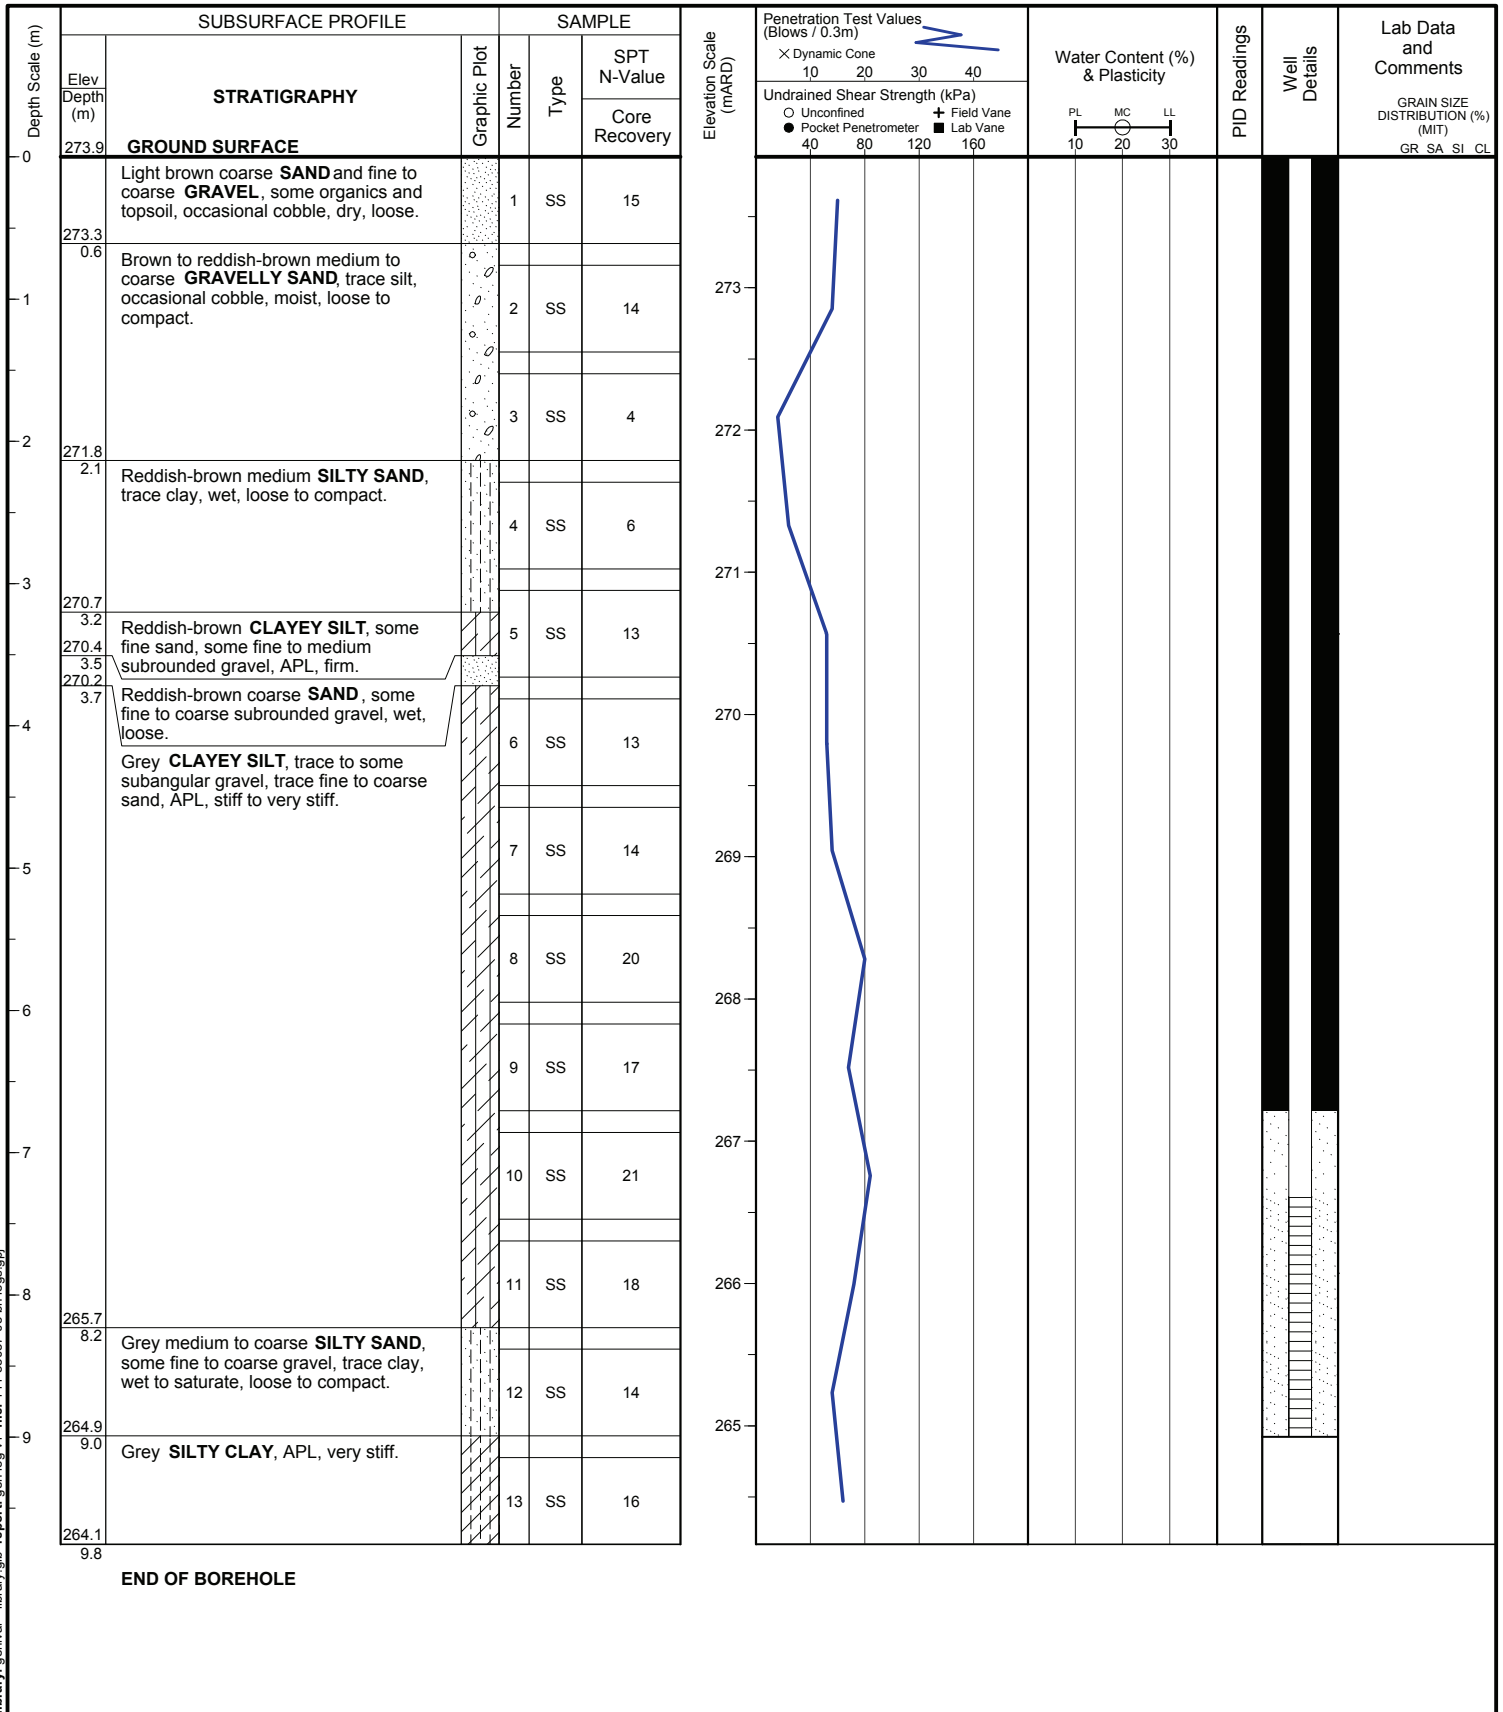 SUBSURFACE PROFILE
SAMPLE
Depth Scale (m)
Elev
Depth
(m)
STRATIGRAPHY
Graphic Plot
Number
Type
SPT
N-Value
Core
Recovery
Elevation Scale
(mARD)
Penetration Test Values
(Blows / 0.3m)
Dynamic Cone
10 20 30 40
Undrained Shear Strength (kPa)
Unconfined
Field Vane
Pocket Penetrometer
Lab Vane
40 80 120 160
Water Content (%)
& Plasticity
PL MC LL
10 20 30
PID Readings
Well
Details
Lab Data
and
Comments
GRAIN SIZE
DISTRIBUTION (%)
(MIT)
GR SA SI CL
273.9 GROUND SURFACE
0
1
2
3
4
5
6
7
8
9
Light brown coarse SAND and fine to
coarse GRAVEL, some organics and
topsoil, occasional cobble, dry, loose.
273.3
0.6
Brown to reddish-brown medium to
coarse GRAVELLY SAND, trace silt,
occasional cobble, moist, loose to
compact.
271.8
2.1
Reddish-brown medium SILTY SAND,
trace clay, wet, loose to compact.
270.7
3.2
Reddish-brown CLAYEY SILT, some
fine sand, some fine to medium
subrounded gravel, APL, firm.
270.4
3.5
270.2
3.7
Reddish-brown coarse SAND, some
fine to coarse subrounded gravel, wet,
loose.
Grey CLAYEY SILT, trace to some
subangular gravel, trace fine to coarse
sand, APL, stiff to very stiff.
265.7
8.2
Grey medium to coarse SILTY SAND,
some fine to coarse gravel, trace clay,
wet to saturate, loose to compact.
264.9
9.0
Grey SILTY CLAY, APL, very stiff.
264.1
9.8
END OF BOREHOLE
1 SS 15
2 SS 14
3 SS 4
4 SS 6
5 SS 13
6 SS 13
7 SS 14
8 SS 20
9 SS 17
10 SS 21
11 SS 18
12 SS 14
13 SS 16
273
272
271
270
269
268
267
266
265